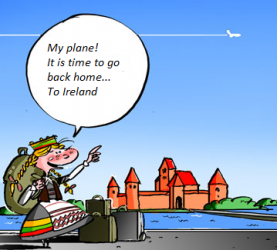 My plane!
It is time to go
back home...
To Ireland